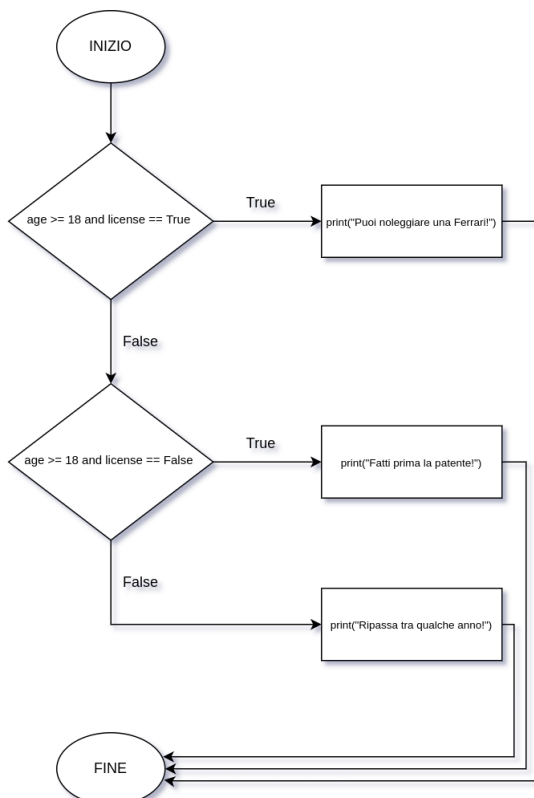 INIZIO
age >= 18 and license == True
True
print("Puoi noleggiare una Ferrari!")
False
age >= 18 and license == False
True
print("Fatti prima la patente!")
False
print("Ripassa tra qualche anno!")
FINE